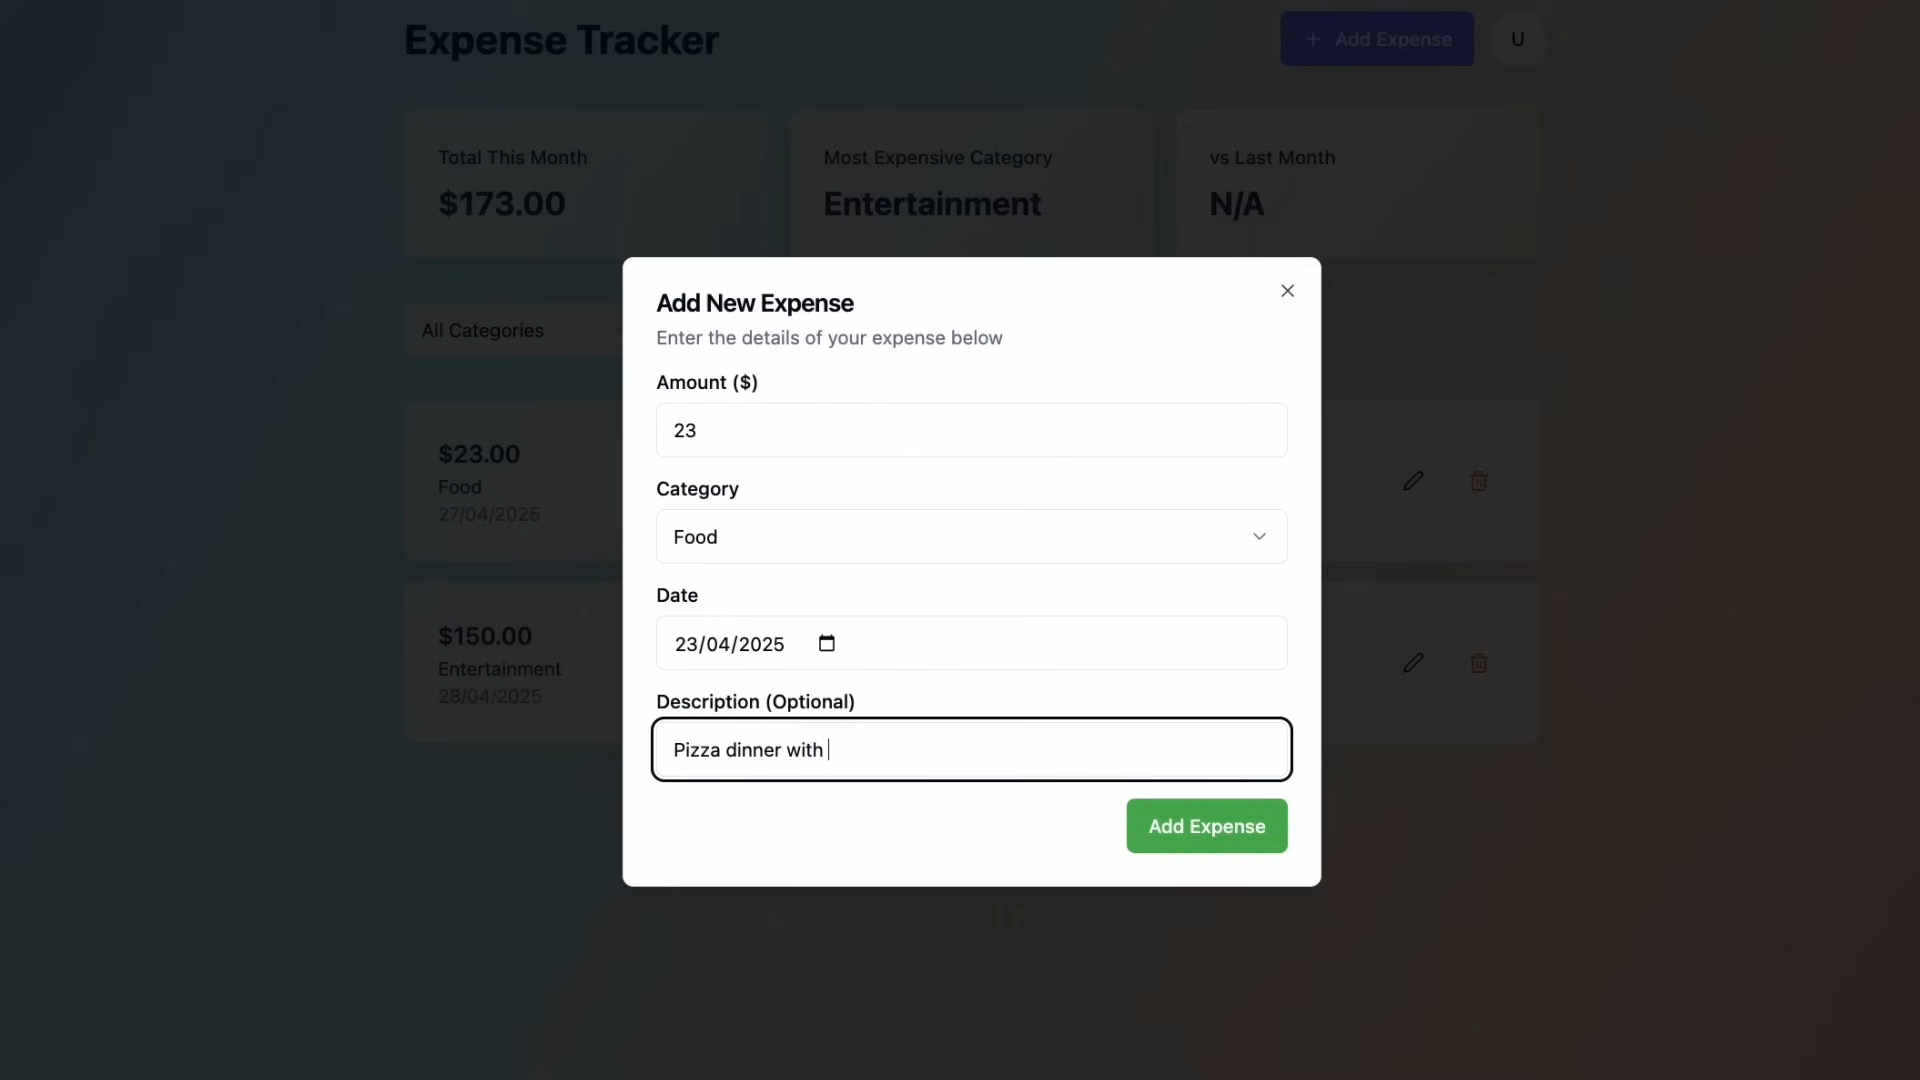 Expense Tracker
+ Add Expense
U
Total This Month
$173.00
Most Expensive Category
Entertainment
vs Last Month
N/A
All Categories
Add New Expense
Enter the details of your expense below
Amount ($)
23
Category
Food
Date
23/04/2025
Description (Optional)
Pizza dinner with
Add Expense
$23.00
Food
27/04/2025
$150.00
Entertainment
28/04/2025